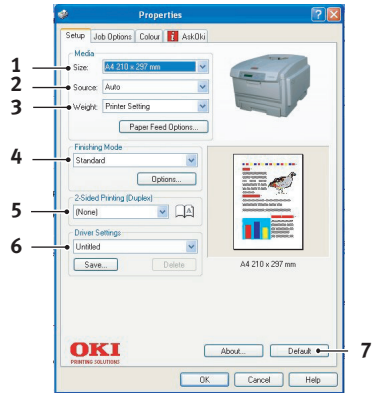 Properties
Setup Job Options Colour AskOki
Media
1 Size: A4 210 x 297 mm
2 Source: Auto
3 Weight: Printer Setting
Paper Feed Options...
Finishing Mode
4 Standard
Options...
2-Sided Printing (Duplex)
5 (None) A
Driver Settings
6 Untitled
Save... Delete
A4 210 x 297 mm
OKI
PRINTING SOLUTIONS
About... Default 7
OK Cancel Help